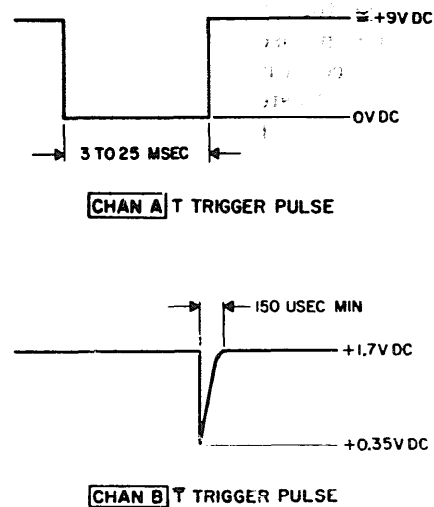 ≅ +9V DC
0V DC
3 TO 25 MSEC
CHAN A T TRIGGER PULSE
150 USEC MIN
+1.7V DC
+0.35V DC
CHAN B T̅ TRIGGER PULSE